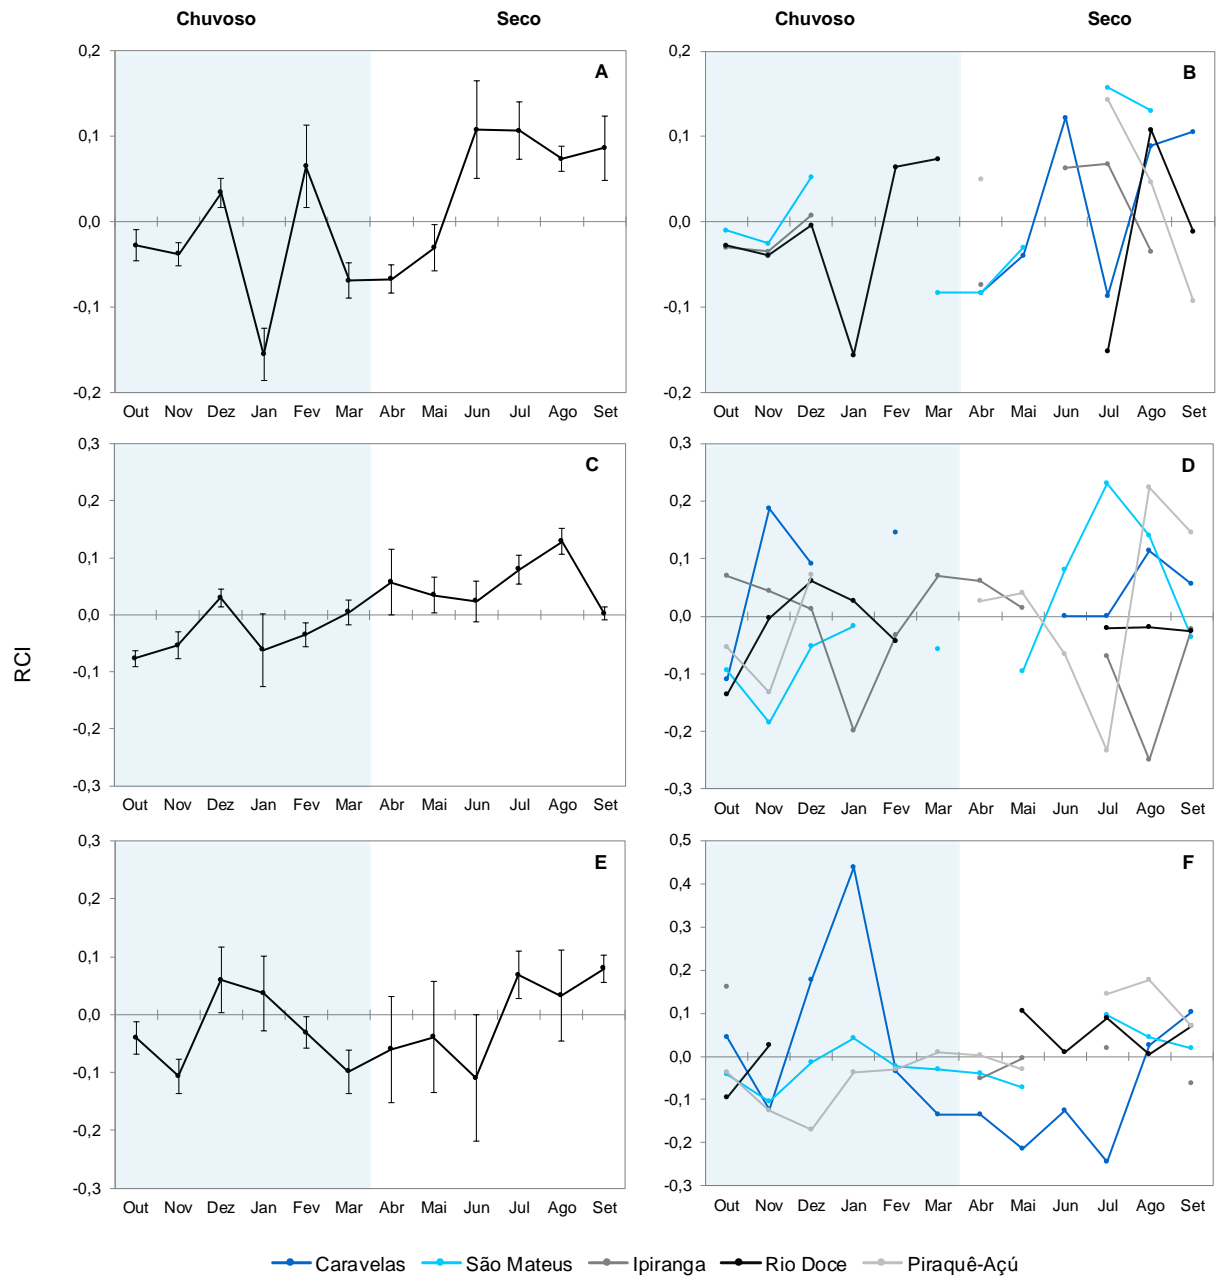 Chuvoso Seco Chuvoso Seco
0,2 0,1 0,0 -0,1 -0,2
A
Out Nov Dez Jan Fev Mar Abr Mai Jun Jul Ago Set
0,2 0,1 0,0 -0,1 -0,2
B
Out Nov Dez Jan Fev Mar Abr Mai Jun Jul Ago Set
RCI
0,3 0,2 0,1 0,0 -0,1 -0,2 -0,3
C
Out Nov Dez Jan Fev Mar Abr Mai Jun Jul Ago Set
0,3 0,2 0,1 0,0 -0,1 -0,2 -0,3
D
Out Nov Dez Jan Fev Mar Abr Mai Jun Jul Ago Set
0,3 0,2 0,1 0,0 -0,1 -0,2 -0,3
E
Out Nov Dez Jan Fev Mar Abr Mai Jun Jul Ago Set
0,5 0,4 0,3 0,2 0,1 0,0 -0,1 -0,2 -0,3
F
Out Nov Dez Jan Fev Mar Abr Mai Jun Jul Ago Set
Caravelas São Mateus Ipiranga Rio Doce Piraquê-Açú